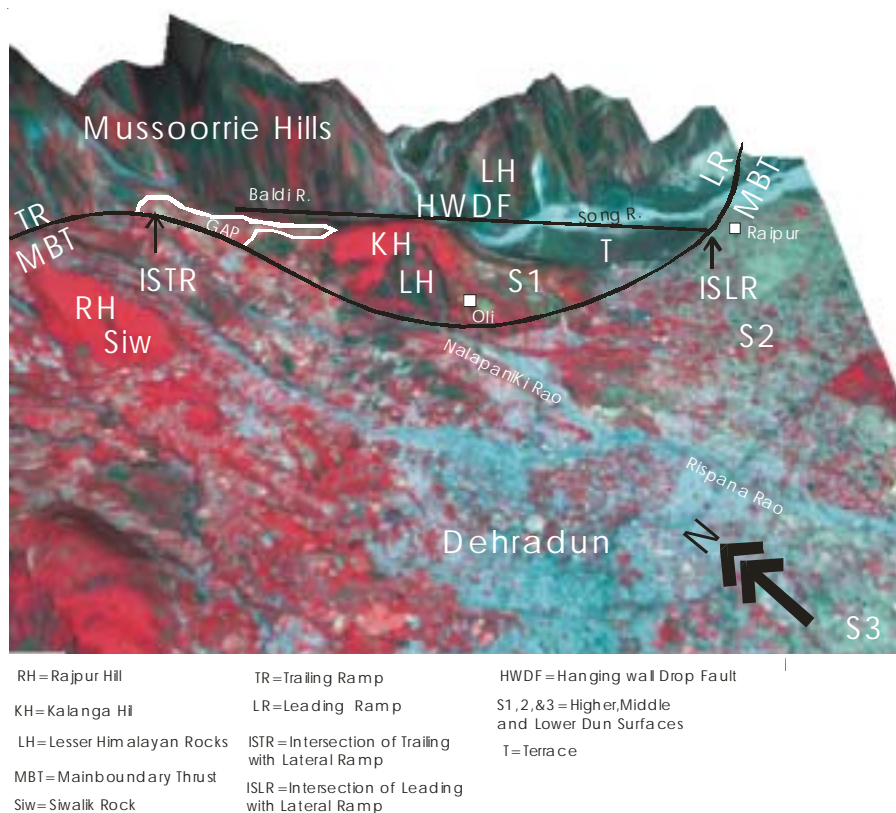 Mussoorrie Hills
LH
LR
MBT
Baldi R.
HWDF
Song R.
TR
MBT
GAP
KH
T
Raipur
ISTR
LH
S1
ISLR
RH
Siw
Oli
S2
NalapaniKi Rao
Rispana Rao
Dehradun
N
S3
RH=Rajpur Hill
KH=Kalanga Hil
LH=Lesser Himalayan Rocks
MBT=Mainboundary Thrust
Siw=Siwalik Rock
TR=Trailing Ramp
LR=Leading Ramp
ISTR=Intersection of Trailing
with Lateral Ramp
ISLR=Intersection of Leading
with Lateral Ramp
HWDF=Hanging wall Drop Fault
S1,2,&3=Higher,Middle
and Lower Dun Surfaces
T=Terrace